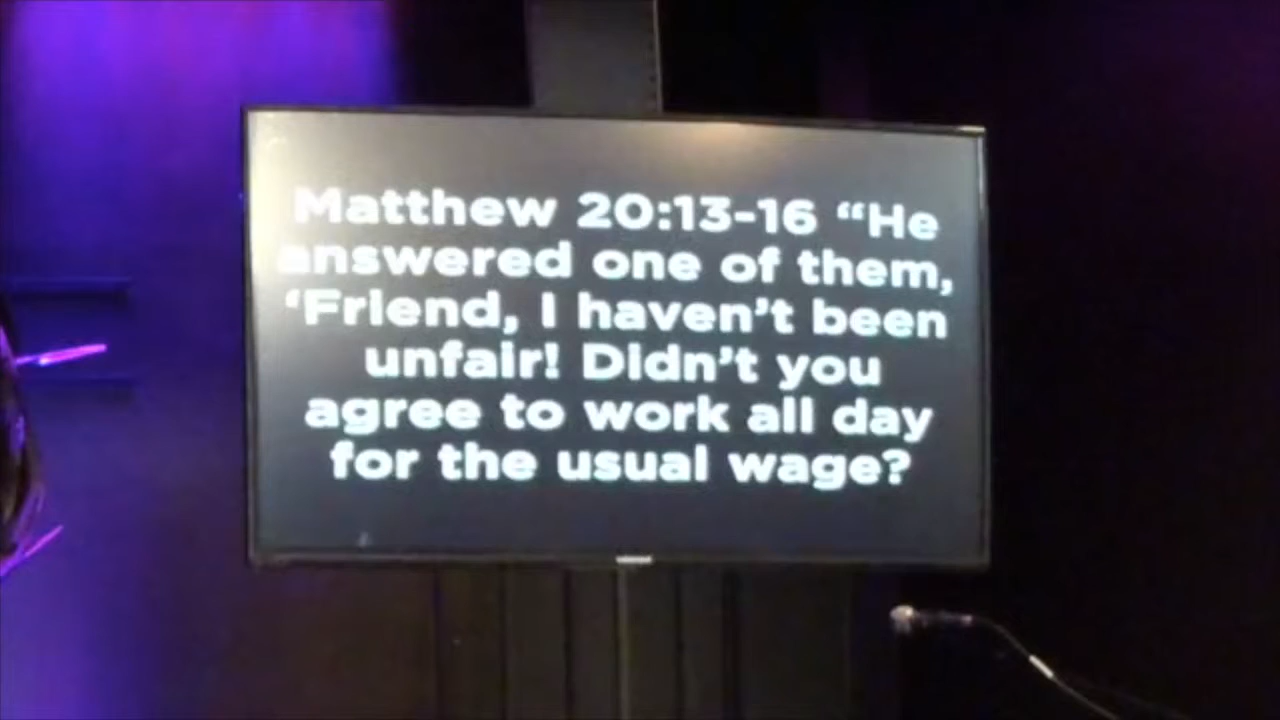 Matthew 20:13-16 “He
answered one of them,
‘Friend, I haven’t been
unfair! Didn’t you
agree to work all day
for the usual wage?